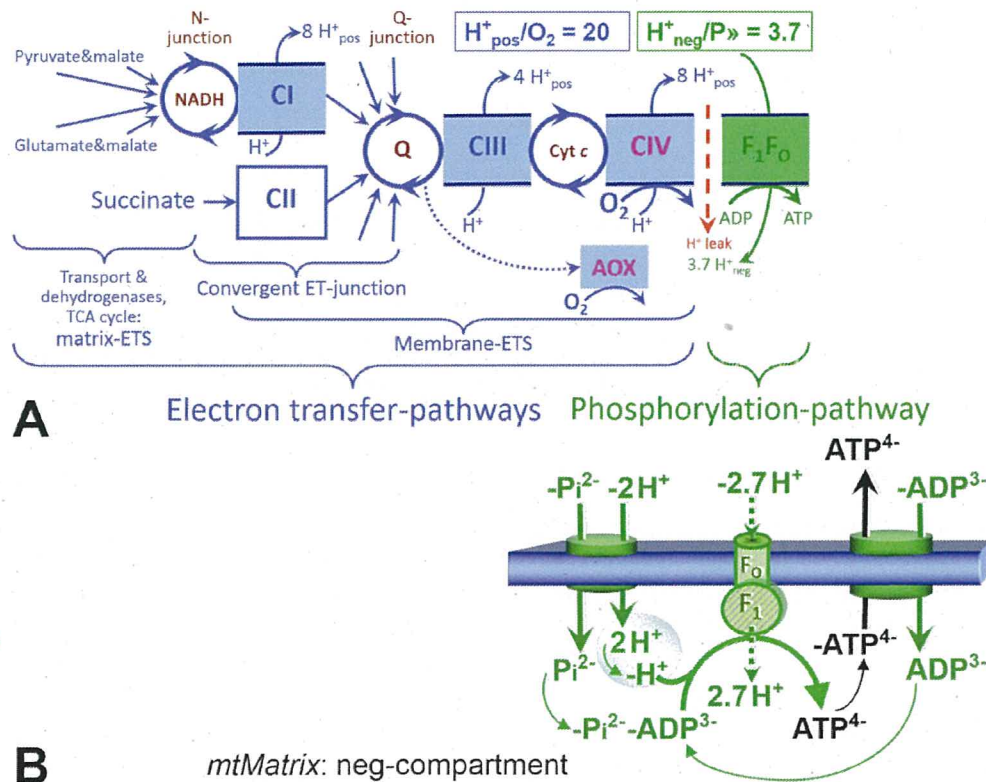 N-
junction
8 H⁺pos
Q-
junction
H⁺pos/O₂ = 20
H⁺neg/P» = 3.7
Pyruvate&malate
4 H⁺pos
8 H⁺pos
NADH
CI
Q
CIII
Cyt c
CIV
F₁Fₒ
Glutamate&malate
H⁺
H⁺
O₂
H⁺
ADP
ATP
Succinate
CII
H⁺ leak
3.7 H⁺neg
AOX
O₂
Transport &
dehydrogenases,
TCA cycle:
matrix-ETS
Convergent ET-junction
Membrane-ETS
A
Electron transfer-pathways
Phosphorylation-pathway
ATP⁴⁻
-Pi²⁻ -2H⁺
-2.7H⁺
-ADP³⁻
Fₒ
F₁
2H⁺
-H⁺
Pi²⁻
2.7H⁺
-ATP⁴⁻
ADP³⁻
-Pi²⁻-ADP³⁻
ATP⁴⁻
B
mtMatrix: neg-compartment